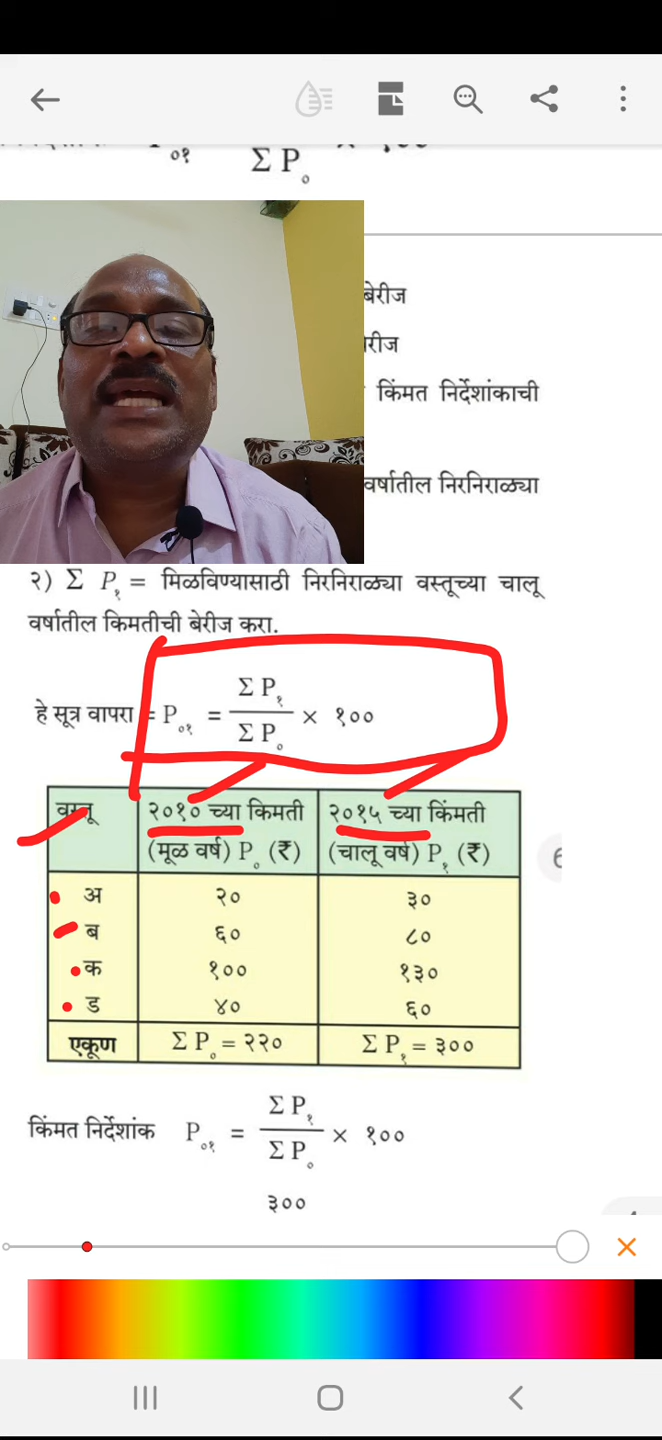 ०१ Σ P०
बेरीज
किंमत निर्देशांकाची
वर्षातील निरनिराळ्या
२) Σ P१ = मिळविण्यासाठी निरनिराळ्या वस्तूच्या चालू
वर्षातील किमतीची बेरीज करा.
हे सूत्र वापरा = P०१ = Σ P१ / Σ P० × १००
वस्तू २०१० च्या किमती २०१५ च्या किंमती
(मूळ वर्ष) P० (₹) (चालू वर्ष) P१ (₹)
अ २० ३०
ब ६० ८०
क १०० १३०
ड ४० ६०
एकूण Σ P० = २२० Σ P१ = ३००
किंमत निर्देशांक P०१ = Σ P१ / Σ P० × १००
३००